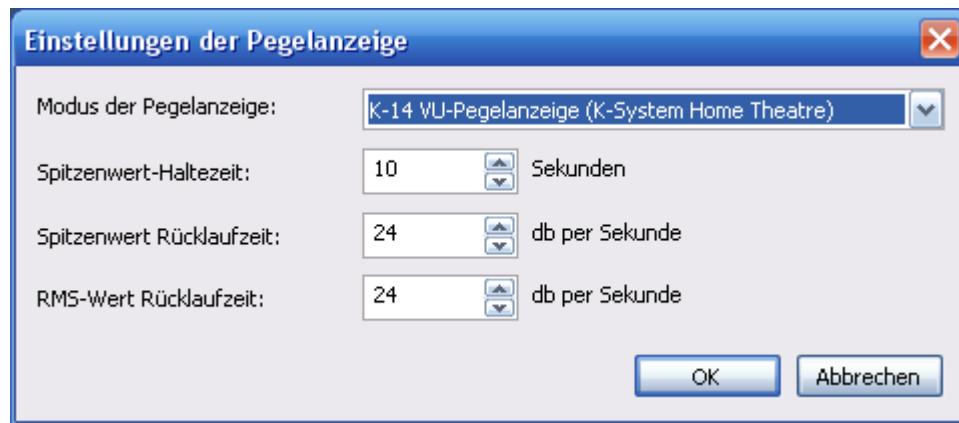 Einstellungen der Pegelanzeige
Modus der Pegelanzeige: K-14 VU-Pegelanzeige (K-System Home Theatre)
Spitzenwert-Haltezeit: 10 Sekunden
Spitzenwert Rücklaufzeit: 24 db per Sekunde
RMS-Wert Rücklaufzeit: 24 db per Sekunde
OK Abbrechen